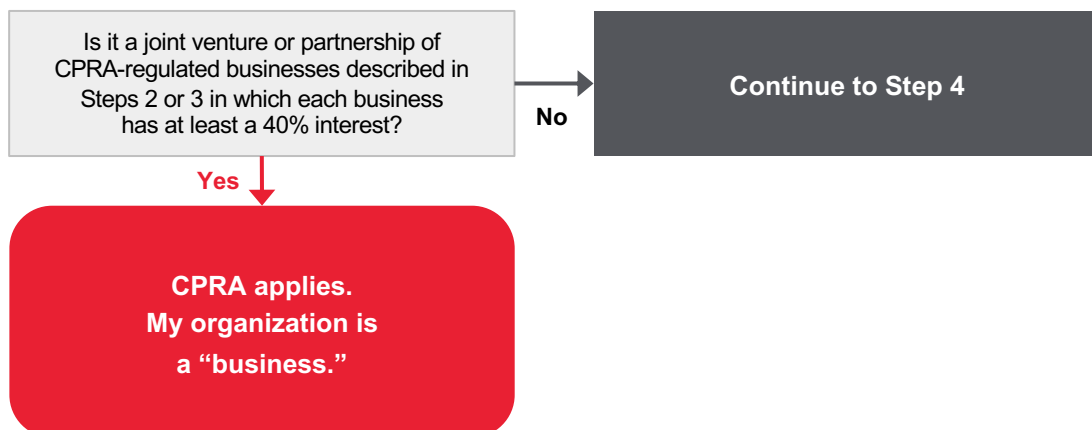 Is it a joint venture or partnership of
CPRA-regulated businesses described in
Steps 2 or 3 in which each business
has at least a 40% interest?
No
Continue to Step 4
Yes
CPRA applies.
My organization is
a “business.”